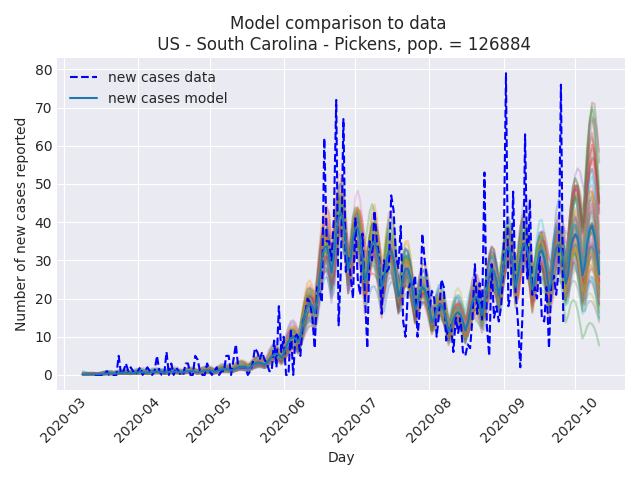 Model comparison to data
US - South Carolina - Pickens, pop. = 126884
new cases data
new cases model
Number of new cases reported
80
70
60
50
40
30
20
10
0
2020-03
2020-04
2020-05
2020-06
2020-07
2020-08
2020-09
2020-10
Day